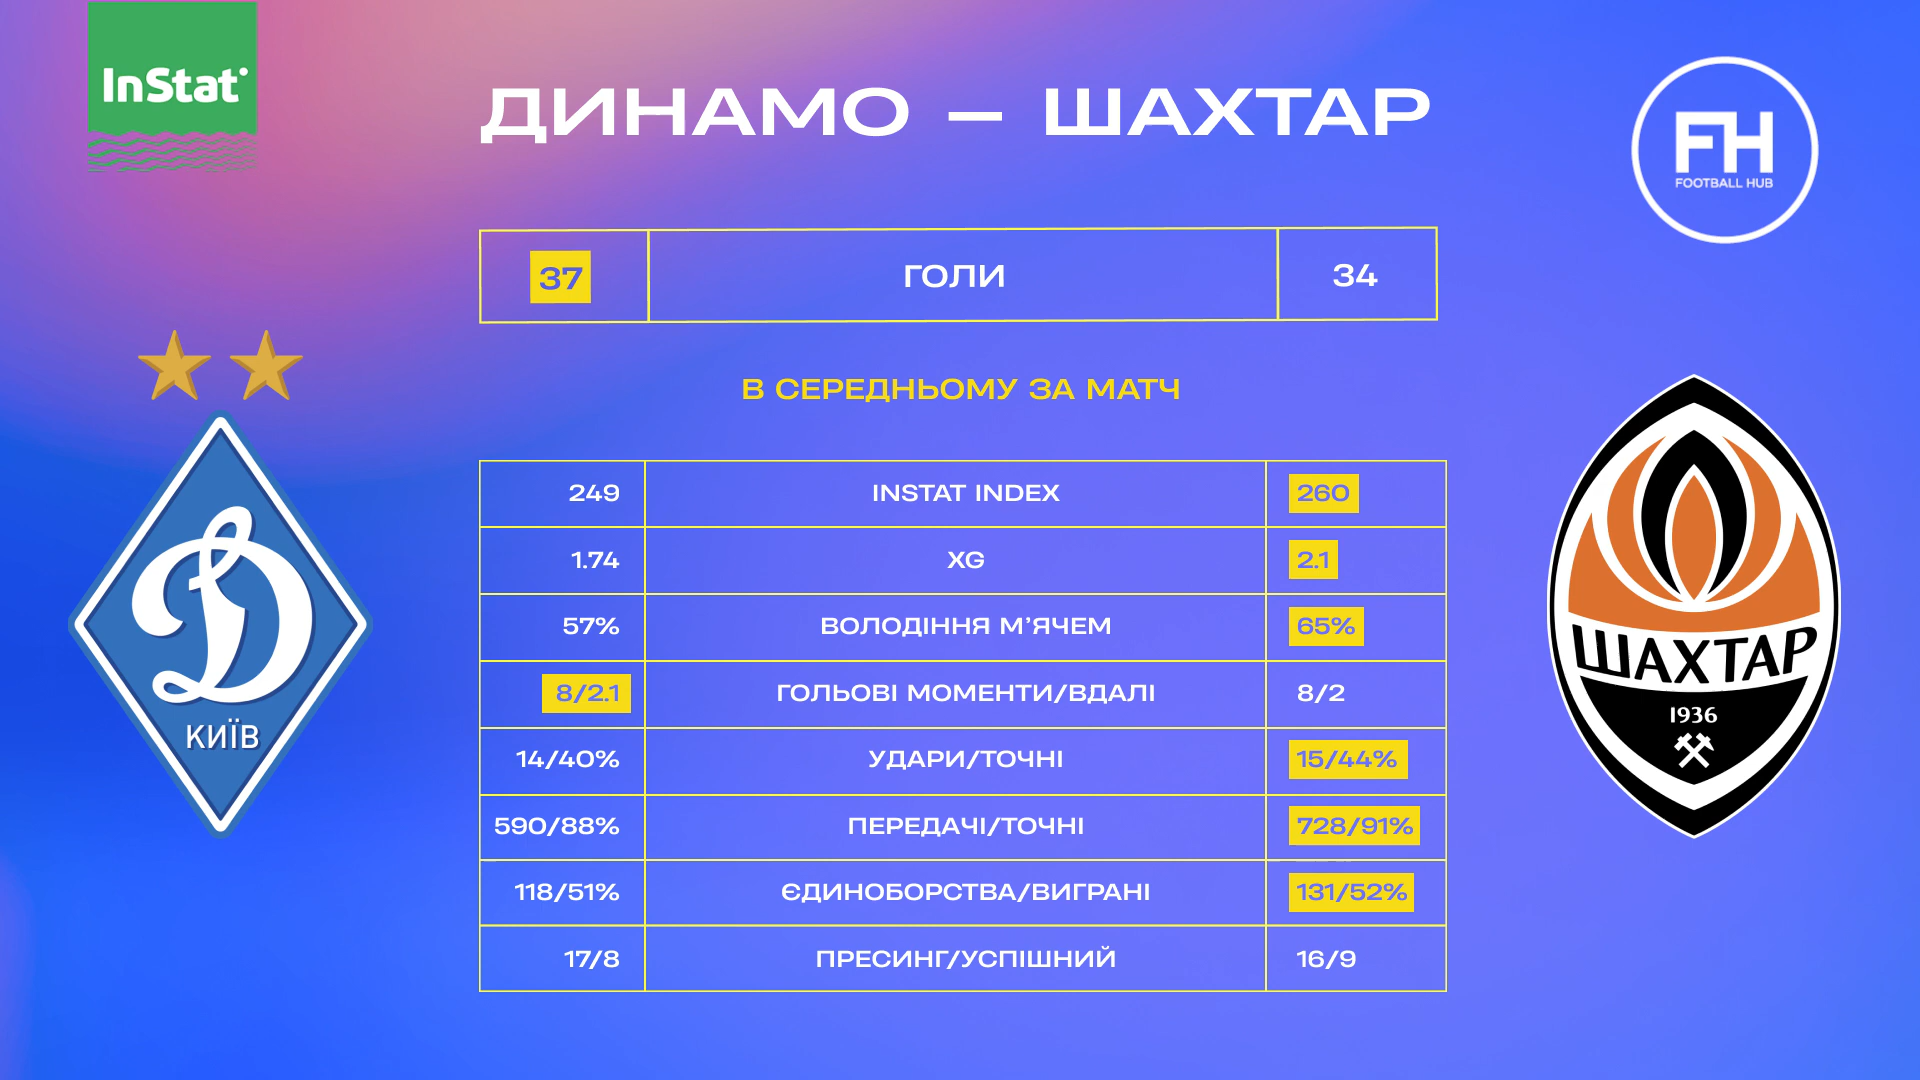 InStat
ДИНАМО – ШАХТАР
FH
FOOTBALL HUB
37 ГОЛИ 34
В СЕРЕДНЬОМУ ЗА МАТЧ
249 INSTAT INDEX 260
1.74 XG 2.1
57% ВОЛОДІННЯ М’ЯЧЕМ 65%
8/2.1 ГОЛЬОВІ МОМЕНТИ/ВДАЛІ 8/2
14/40% УДАРИ/ТОЧНІ 15/44%
590/88% ПЕРЕДАЧІ/ТОЧНІ 728/91%
118/51% ЄДИНОБОРСТВА/ВИГРАНІ 131/52%
17/8 ПРЕСИНГ/УСПІШНИЙ 16/9
Д
КИЇВ
ШАХТАР
1936